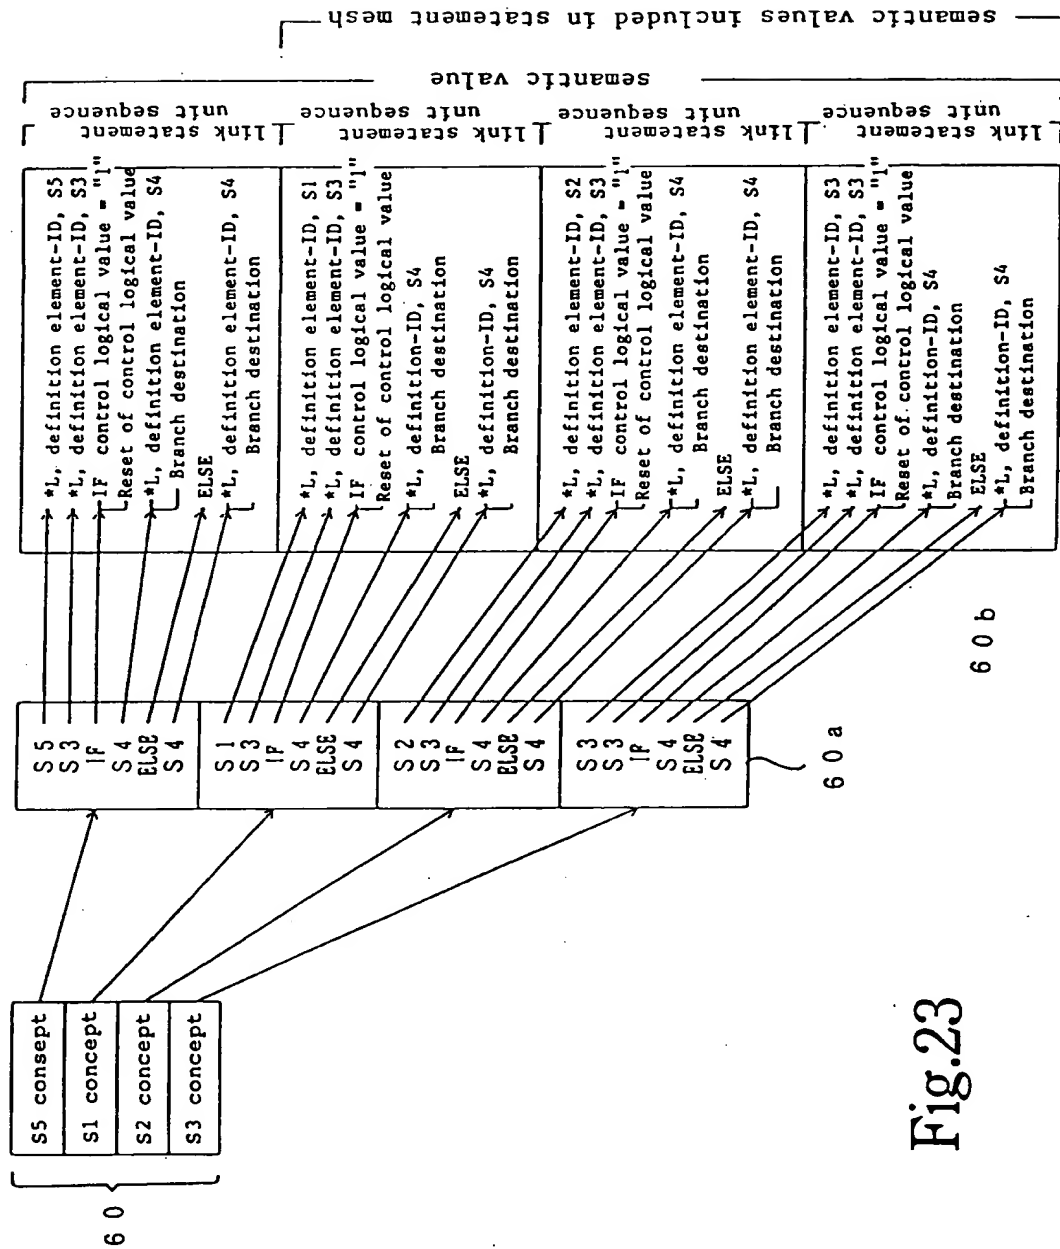 S5 consept
S1 concept
S2 concept
S3 concept
60
S5
S3
IF
S4
ELSE
S4
S1
S3
IF
S4
ELSE
S4
S2
S3
IF
S4
ELSE
S4
S3
S3
IF
S4
ELSE
S4
60a
*L, definition element-ID, S5
*L, definition element-ID, S3
IF control logical value = "1"
Reset of control logical value
*L, definition element-ID, S4
Branch destination
ELSE
*L, definition element-ID, S4
Branch destination
*L, definition element-ID, S1
*L, definition element-ID, S3
IF control logical value = "1"
Reset of control logical value
*L, definition-ID, S4
Branch destination
ELSE
*L, definition-ID, S4
Branch destination
*L, definition element-ID, S2
*L, definition element-ID, S3
IF control logical value = "1"
Reset of control logical value
*L, definition element-ID, S4
Branch destination
ELSE
*L, definition element-ID, S4
Branch destination
*L, definition element-ID, S3
*L, definition element-ID, S3
IF control logical value = "1"
Reset of control logical value
*L, definition-ID, S4
Branch destination
ELSE
*L, definition-ID, S4
Branch destination
60b
link statement
unit sequence
link statement
unit sequence
link statement
unit sequence
link statement
unit sequence
semantic value
semantic values included in statement mesh
Fig.23